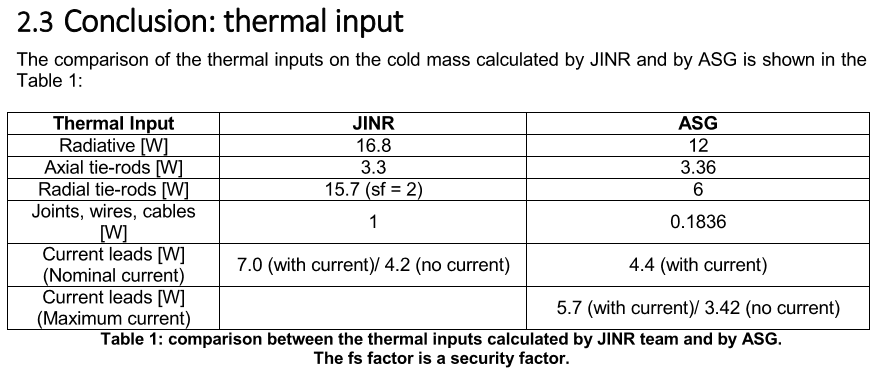 2.3 Conclusion: thermal input
The comparison of the thermal inputs on the cold mass calculated by JINR and by ASG is shown in the
Table 1:
Thermal Input JINR ASG
Radiative [W] 16.8 12
Axial tie-rods [W] 3.3 3.36
Radial tie-rods [W] 15.7 (sf = 2) 6
Joints, wires, cables
[W] 1 0.1836
Current leads [W]
(Nominal current) 7.0 (with current)/ 4.2 (no current) 4.4 (with current)
Current leads [W]
(Maximum current) 5.7 (with current)/ 3.42 (no current)
Table 1: comparison between the thermal inputs calculated by JINR team and by ASG.
The fs factor is a security factor.